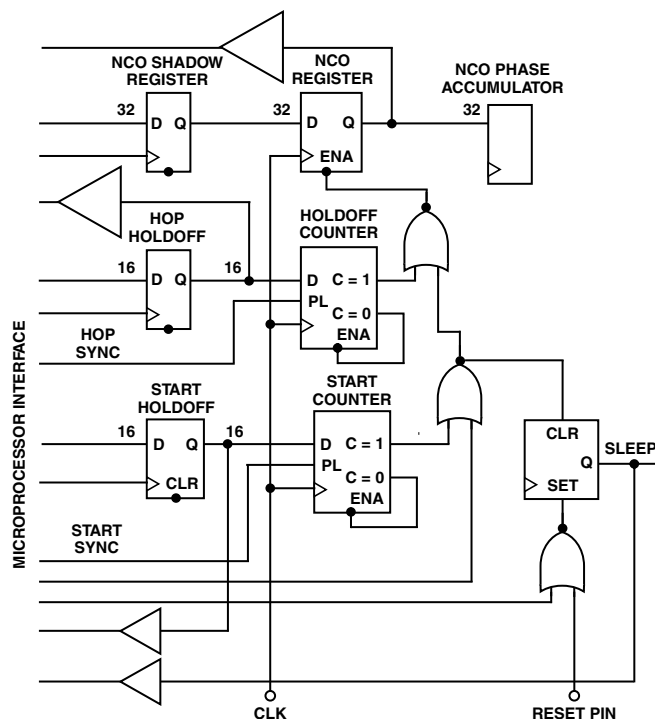 NCO SHADOW
REGISTER
NCO
REGISTER
NCO PHASE
ACCUMULATOR
32
D Q
32
D Q
ENA
32
HOP
HOLDOFF
HOLDOFF
COUNTER
16
D Q
16
D C = 1
PL
C = 0
ENA
HOP
SYNC
MICROPROCESSOR INTERFACE
START
HOLDOFF
START
COUNTER
16
D Q
CLR
16
D C = 1
PL
C = 0
ENA
CLR
Q
SET
SLEEP
START
SYNC
CLK
RESET PIN